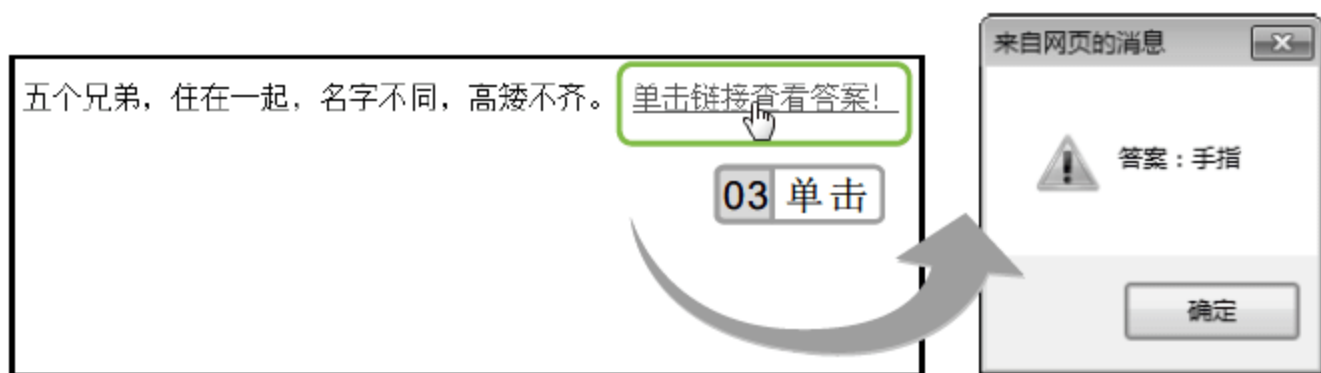 五个兄弟，住在一起，名字不同，高矮不齐。 单击链接查看答案！
03 单击
来自网页的消息
答案：手指
确定